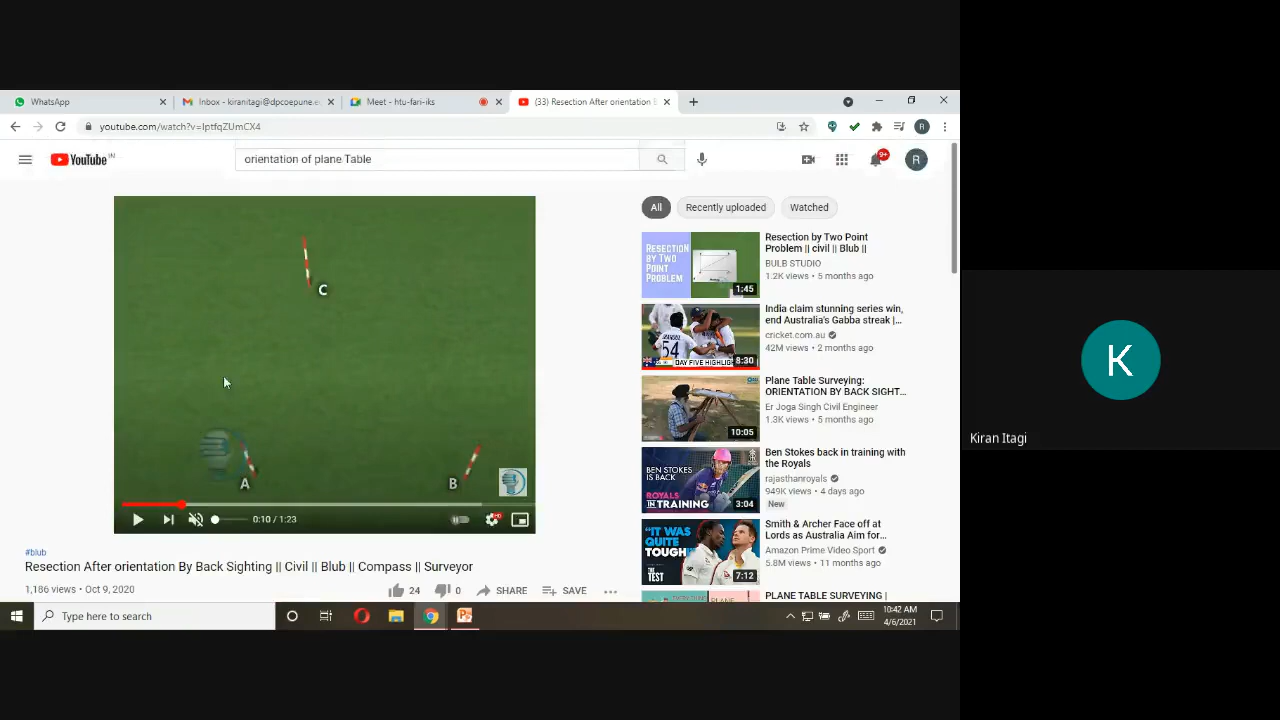 WhatsApp
Inbox - kiranitagi@dpcoepune.e
Meet - htu-fari-iks
(33) Resection After orientation
youtube.com/watch?v=IptfqZUmCX4
YouTube IN
orientation of plane Table
9+
R
C
A
B
0:10 / 1:23
#blub
Resection After orientation By Back Sighting || Civil || Blub || Compass || Surveyor
1,186 views • Oct 9, 2020
24
0
SHARE
SAVE
All
Recently uploaded
Watched
RESECTION
BY TWO
POINT
PROBLEM
1:45
Resection by Two Point
Problem || civil || Blub ||
BULB STUDIO
1.2K views • 5 months ago
54
DAY FIVE HIGHLIG
8:30
India claim stunning series win,
end Australia's Gabba streak |...
cricket.com.au
42M views • 2 months ago
10:05
Plane Table Surveying:
ORIENTATION BY BACK SIGHT...
Er Joga Singh Civil Engineer
1.3K views • 5 months ago
BEN STOKES
IS BACK
ROYALS
IN TRAINING
3:04
Ben Stokes back in training with
the Royals
rajasthanroyals
949K views • 4 days ago
New
"IT WAS
QUITE
TOUGH"
THE TEST
7:12
Smith & Archer Face off at
Lords as Australia Aim for...
Amazon Prime Video Sport
5.8M views • 11 months ago
PLANE TABLE SURVEYING |
Type here to search
10:42 AM
4/6/2021
K
Kiran Itagi